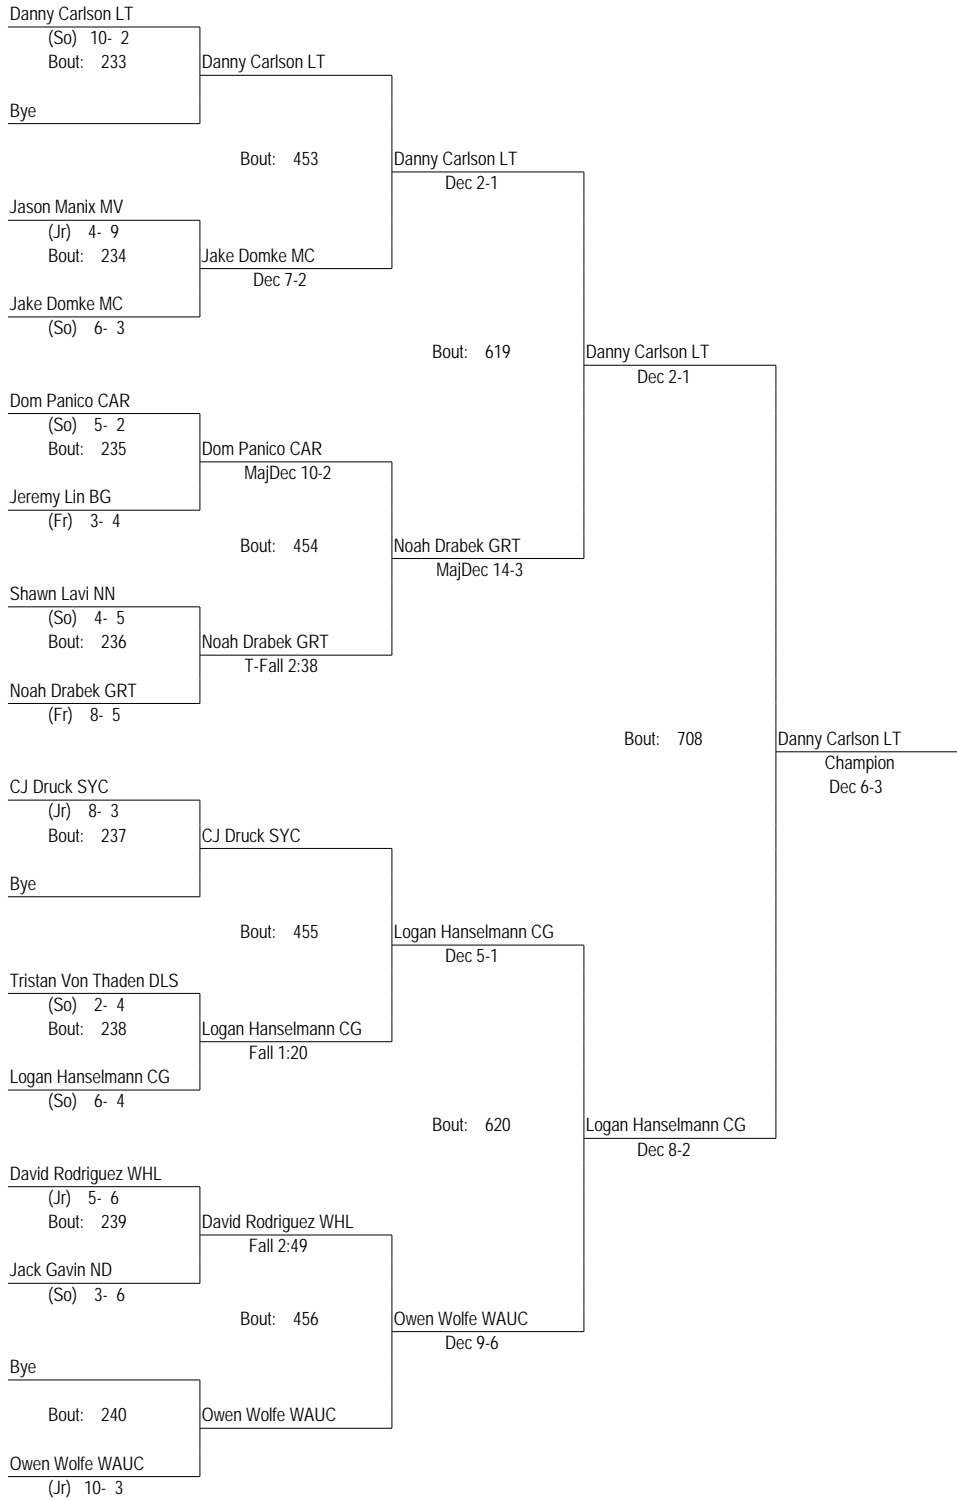 Danny Carlson LT
(So) 10- 2
Bout: 233
Danny Carlson LT
Bye
Bout: 453
Danny Carlson LT
Dec 2-1
Jason Manix MV
(Jr) 4- 9
Bout: 234
Jake Domke MC
Dec 7-2
Jake Domke MC
(So) 6- 3
Bout: 619
Danny Carlson LT
Dec 2-1
Dom Panico CAR
(So) 5- 2
Bout: 235
Dom Panico CAR
MajDec 10-2
Jeremy Lin BG
(Fr) 3- 4
Bout: 454
Noah Drabek GRT
MajDec 14-3
Shawn Lavi NN
(So) 4- 5
Bout: 236
Noah Drabek GRT
T-Fall 2:38
Noah Drabek GRT
(Fr) 8- 5
Bout: 708
Danny Carlson LT
Champion
Dec 6-3
CJ Druck SYC
(Jr) 8- 3
Bout: 237
CJ Druck SYC
Bye
Bout: 455
Logan Hanselmann CG
Dec 5-1
Tristan Von Thaden DLS
(So) 2- 4
Bout: 238
Logan Hanselmann CG
Fall 1:20
Logan Hanselmann CG
(So) 6- 4
Bout: 620
Logan Hanselmann CG
Dec 8-2
David Rodriguez WHL
(Jr) 5- 6
Bout: 239
David Rodriguez WHL
Fall 2:49
Jack Gavin ND
(So) 3- 6
Bout: 456
Owen Wolfe WAUC
Dec 9-6
Bye
Bout: 240
Owen Wolfe WAUC
Owen Wolfe WAUC
(Jr) 10- 3